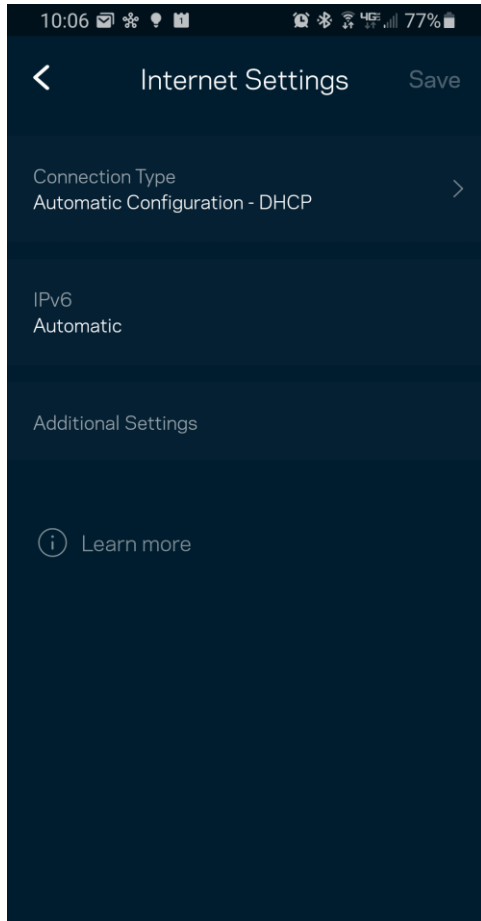 10:06 77%
Internet Settings Save
Connection Type
Automatic Configuration - DHCP
IPv6
Automatic
Additional Settings
Learn more